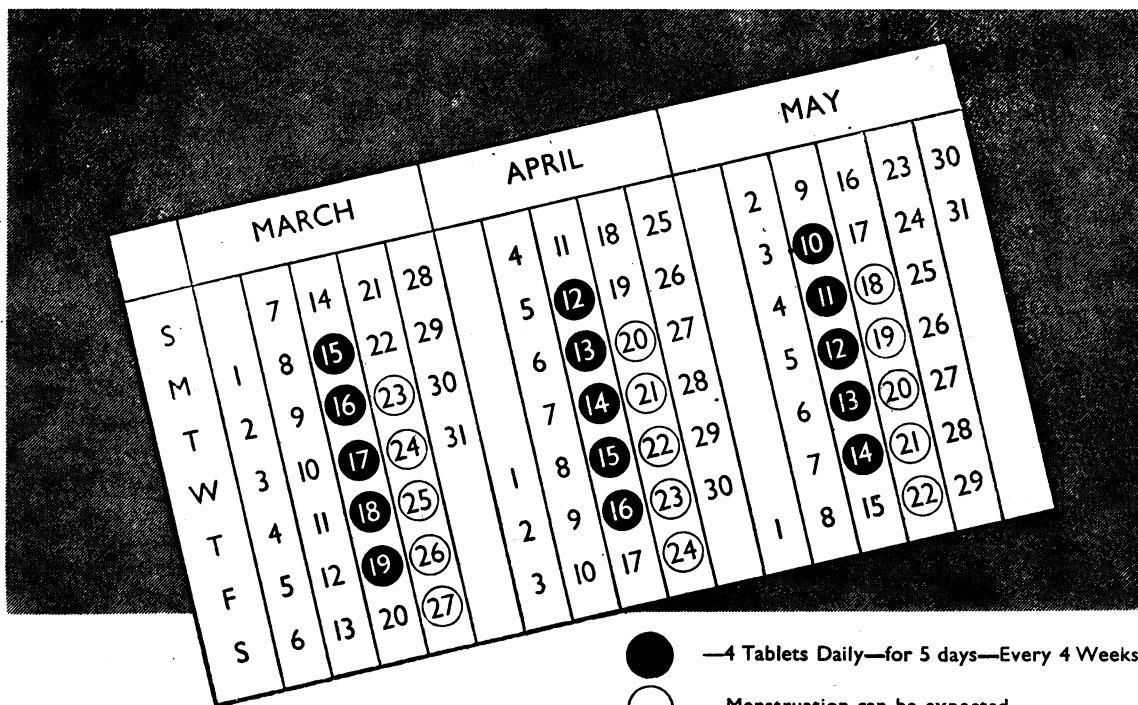 MARCH APRIL MAY
S 7 14 21 28 4 11 18 25 2 9 16 23 30
M 1 8 15 22 29 5 12 19 26 3 10 17 24 31
T 2 9 16 23 30 6 13 20 27 4 11 18 25
W 3 10 17 24 31 7 14 21 28 5 12 19 26
T 4 11 18 25 1 8 15 22 29 6 13 20 27
F 5 12 19 26 2 9 16 23 30 7 14 21 28
S 6 13 20 27 3 10 17 24 1 8 15 22 29
—4 Tablets Daily—for 5 days—Every 4 Weeks
Menstruation can be expected